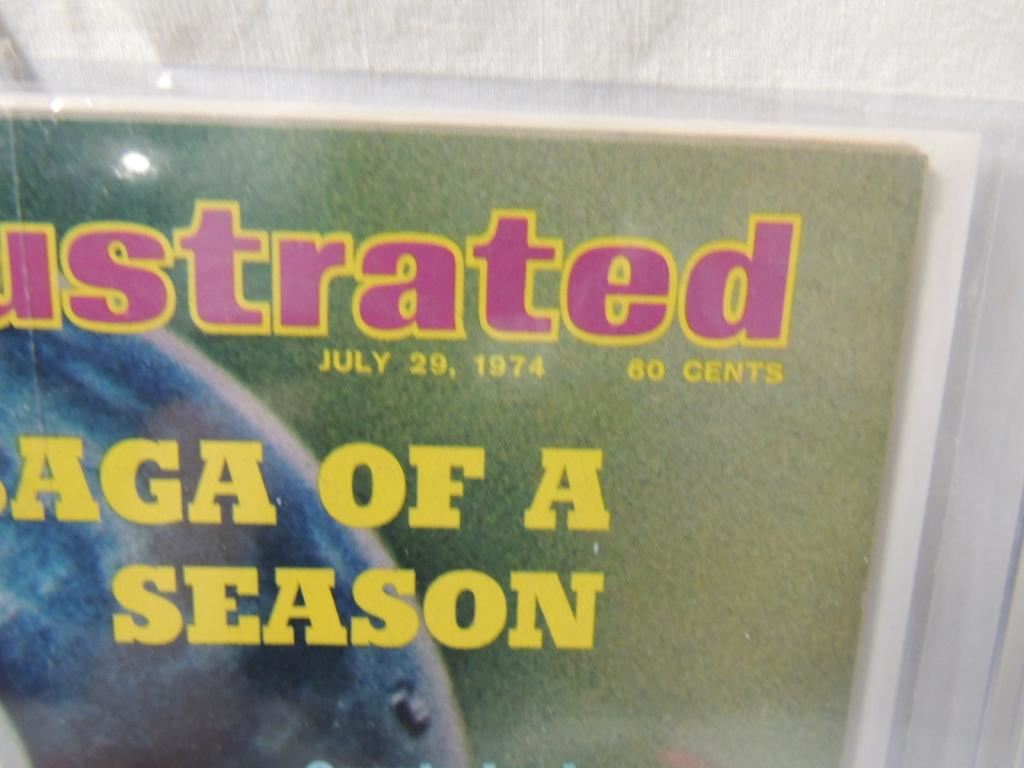 ustrated
JULY 29, 1974 60 CENTS
AGA OF A
SEASON